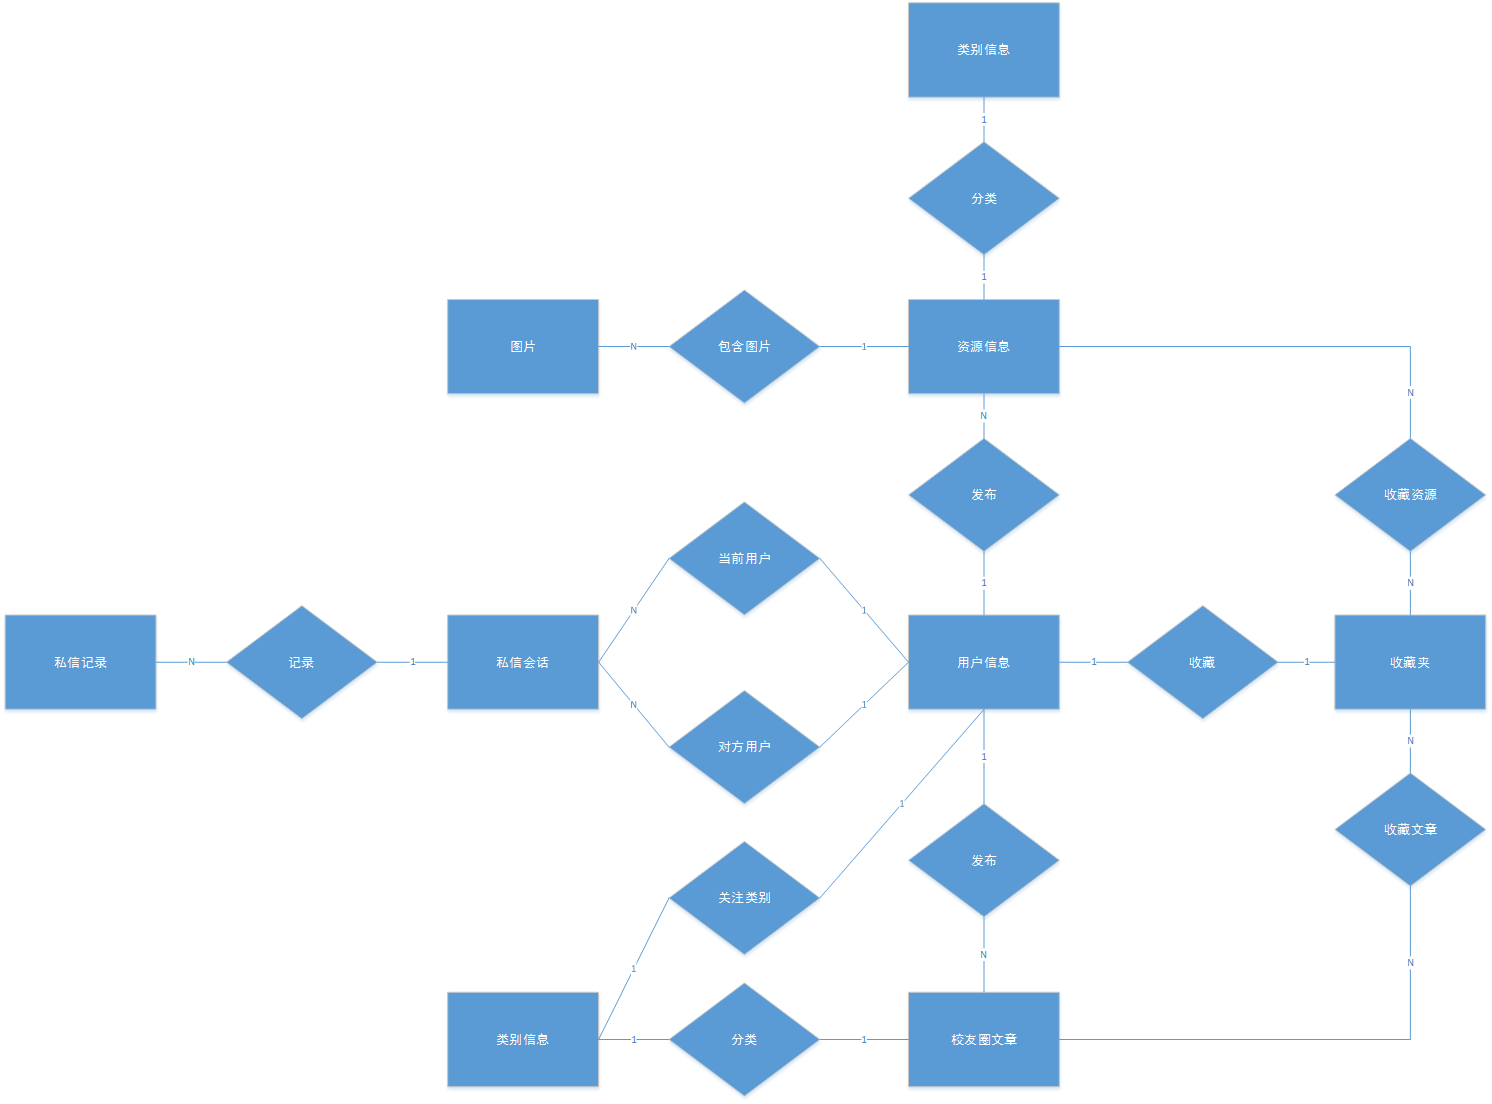 类别信息
1
分类
1
图片
N
包含图片
1
资源信息
N
N
发布
收藏资源
当前用户
1
N
N
1
私信记录
N
记录
1
私信会话
用户信息
1
收藏
1
收藏夹
N
1
对方用户
1
N
1
收藏文章
发布
关注类别
N
N
1
类别信息
1
分类
1
校友圈文章